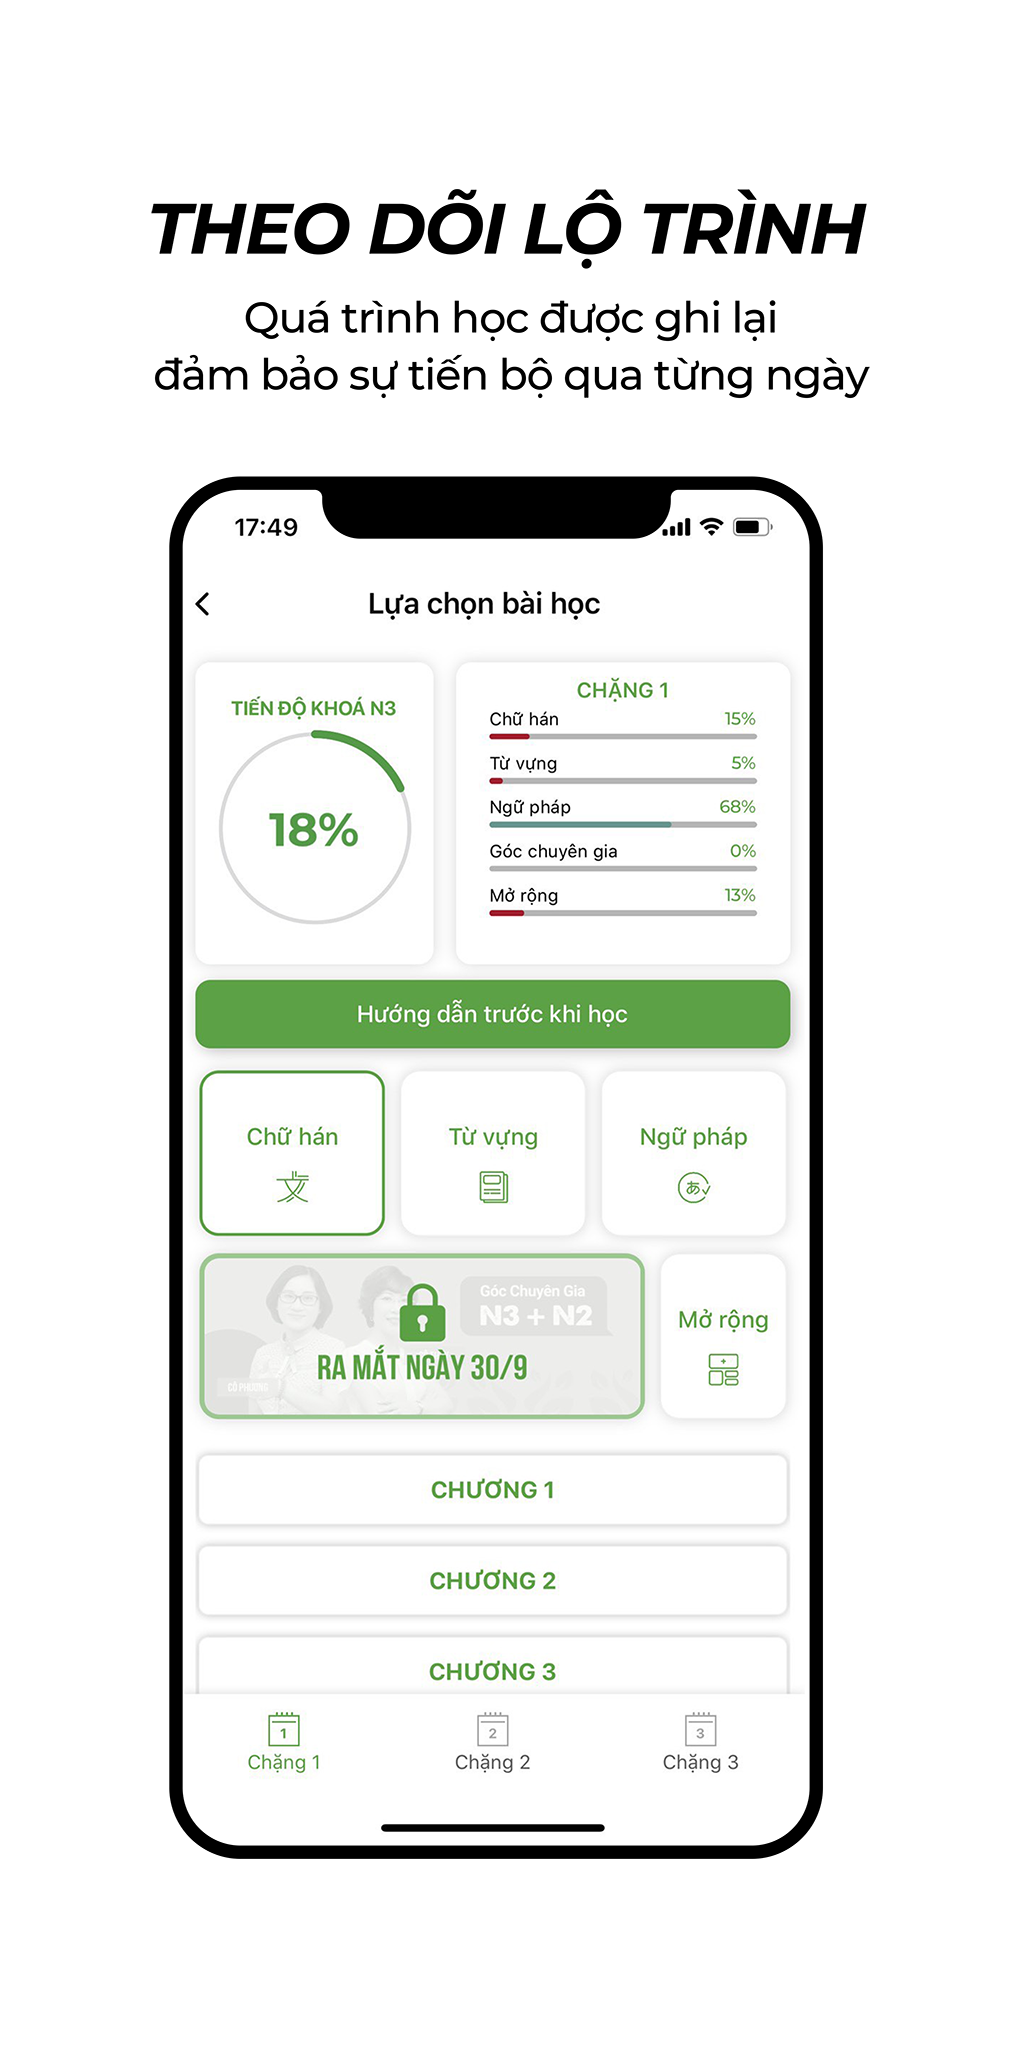 THEO DÕI LỘ TRÌNH
Quá trình học được ghi lại
đảm bảo sự tiến bộ qua từng ngày
17:49
Lựa chọn bài học
TIẾN ĐỘ KHOÁ N3
18%
CHẶNG 1
Chữ hán 15%
Từ vựng 5%
Ngữ pháp 68%
Góc chuyên gia 0%
Mở rộng 13%
Hướng dẫn trước khi học
Chữ hán
文
Từ vựng
Ngữ pháp
あ
Góc Chuyên Gia
N3 + N2
RA MẮT NGÀY 30/9
CÔ PHƯƠNG
Mở rộng
CHƯƠNG 1
CHƯƠNG 2
CHƯƠNG 3
1
Chặng 1
2
Chặng 2
3
Chặng 3